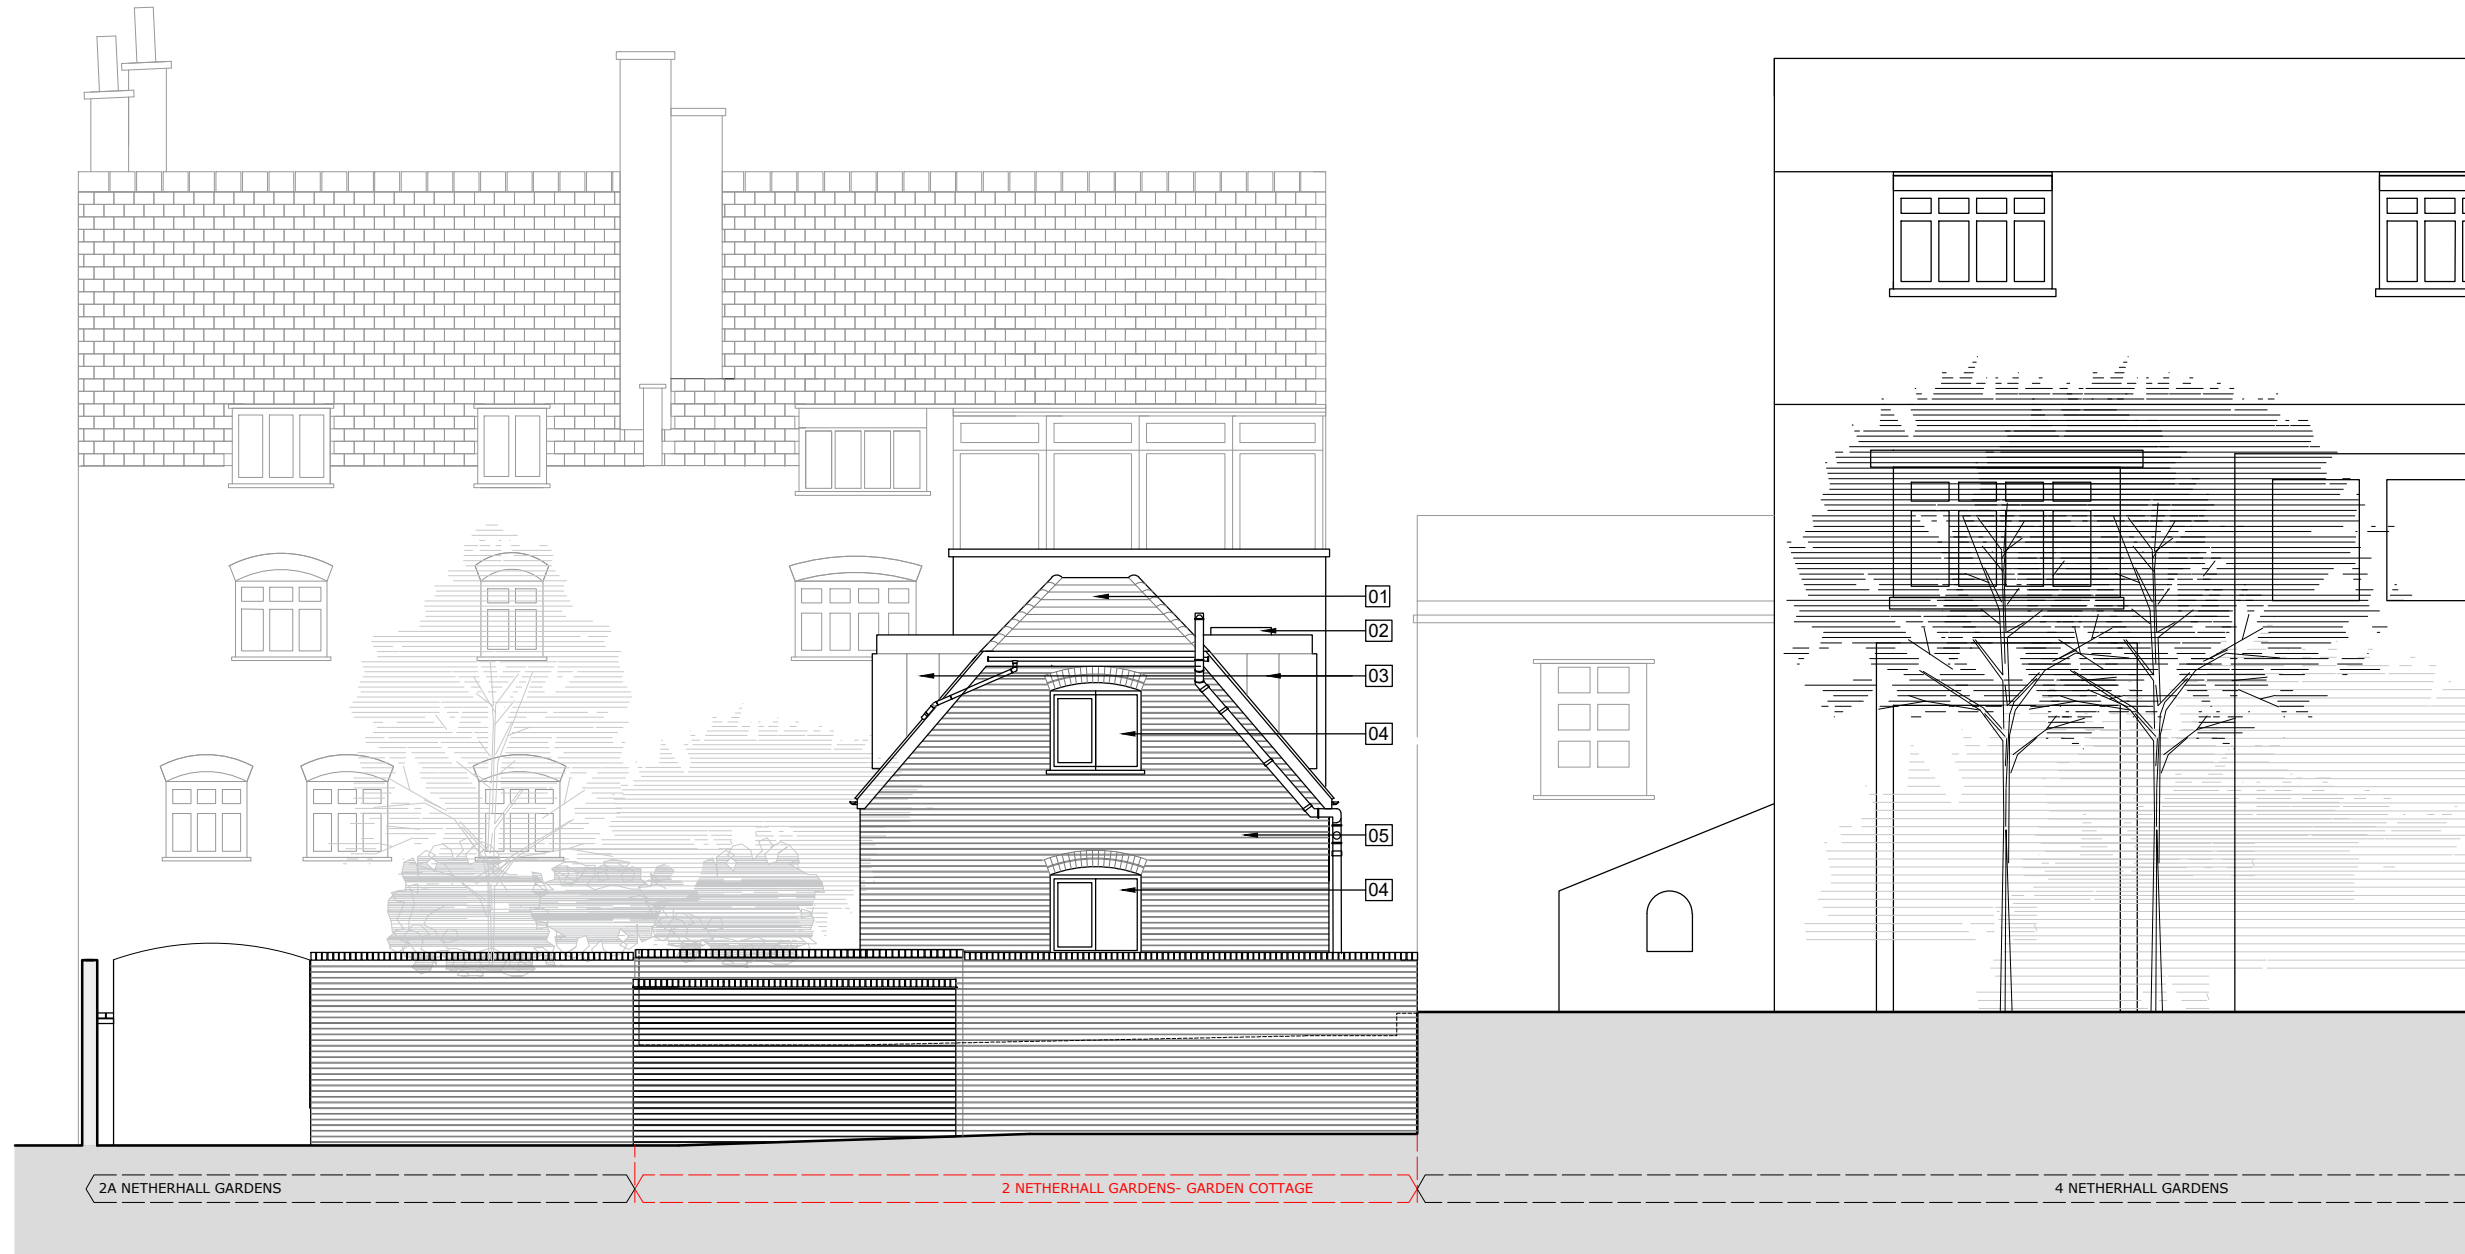 01
02
03
04
05
04
2A NETHERHALL GARDENS
2 NETHERHALL GARDENS- GARDEN COTTAGE
4 NETHERHALL GARDENS